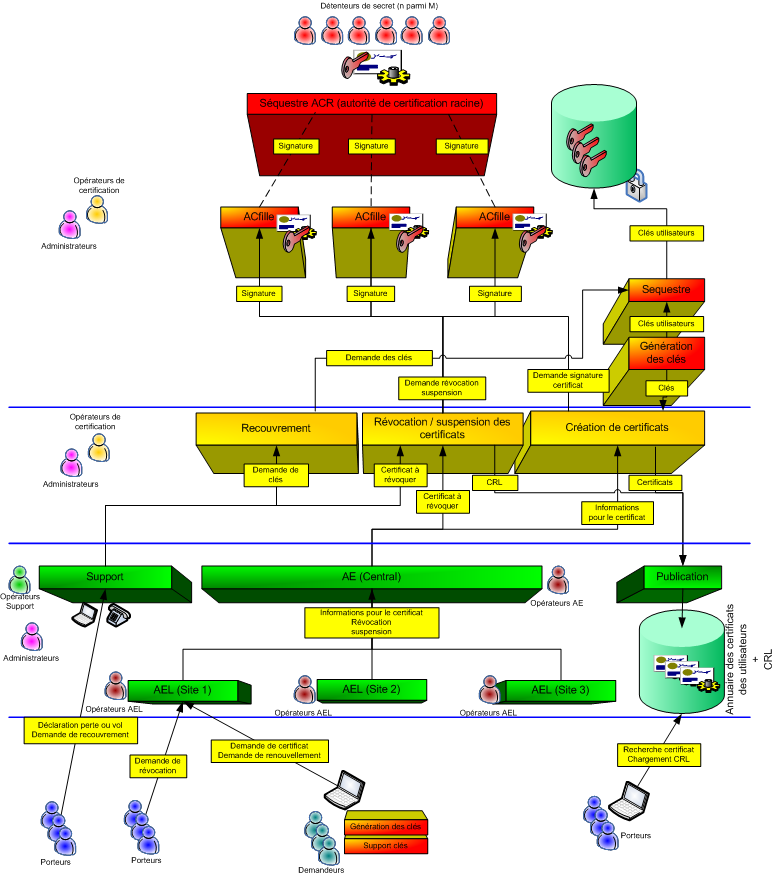 Détenteurs de secret (n parmi M)
Séquestre ACR (autorité de certification racine)
Signature
Signature
Signature
Opérateurs de
certification
Administrateurs
ACfille
ACfille
ACfille
Clés utilisateurs
Signature
Signature
Signature
Sequestre
Clés utilisateurs
Génération
des clés
Demande des clés
Demande révocation
suspension
Demande signature
certificat
Clés
Opérateurs de
certification
Administrateurs
Recouvrement
Révocation / suspension des
certificats
Création de certificats
Demande de
clés
Certificat à
révoquer
Certificat à
révoquer
CRL
Informations
pour le certificat
Certificats
Opérateurs
Support
Support
AE (Central)
Opérateurs AE
Publication
Administrateurs
Informations pour le certificat
Révocation
suspension
Annuaire des certificats
des utilisateurs
+
CRL
AEL (Site 1)
Opérateurs AEL
AEL (Site 2)
Opérateurs AEL
AEL (Site 3)
Opérateurs AEL
Déclaration perte ou vol
Demande de recouvrement
Demande de
révocation
Demande de certificat
Demande de renouvellement
Recherche certificat
Chargement CRL
Porteurs
Porteurs
Demandeurs
Génération des clés
Support clés
Porteurs